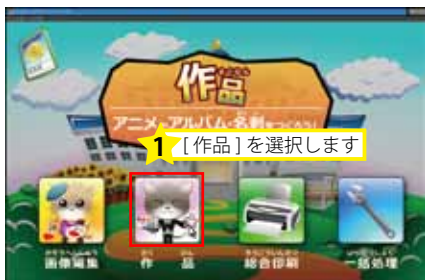 作品
アニメ・アルバム・名刺をつくろう!
1 [作品]を選択します
画像編集
作品
総合印刷
一括処理